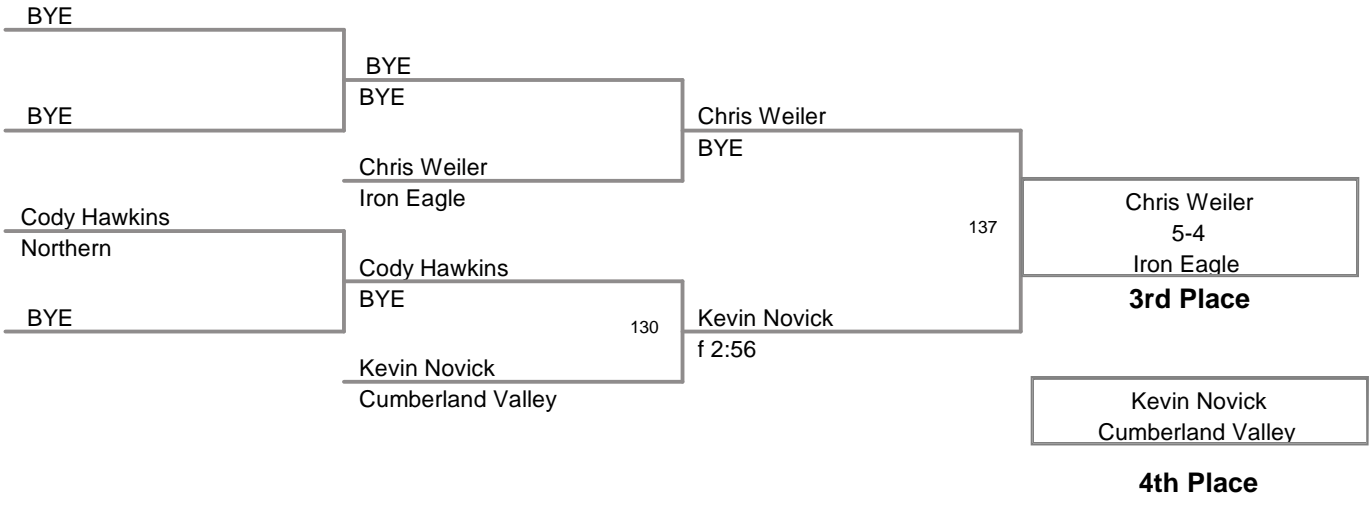 BYE
BYE
BYE
BYE
Chris Weiler
BYE
Chris Weiler
Iron Eagle
Cody Hawkins
Northern
Cody Hawkins
BYE
BYE
130
Kevin Novick
f 2:56
Kevin Novick
Cumberland Valley
137
Chris Weiler
5-4
Iron Eagle
3rd Place
Kevin Novick
Cumberland Valley
4th Place